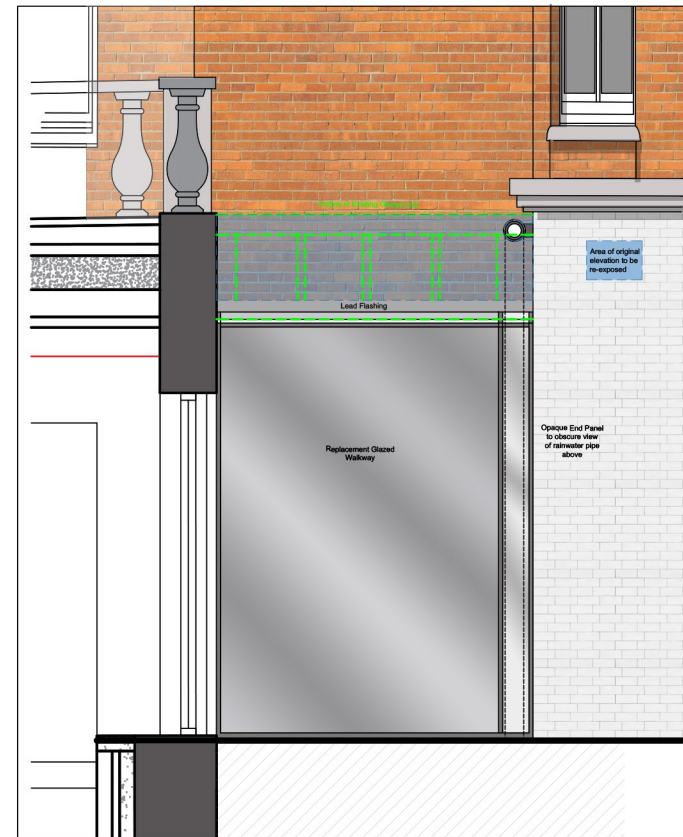 Area of original
elevation to be
re-exposed
Lead Flashing
Replacement Glazed
Walkway
Opaque End Panel
to obscure view
of rainwater pipe
above